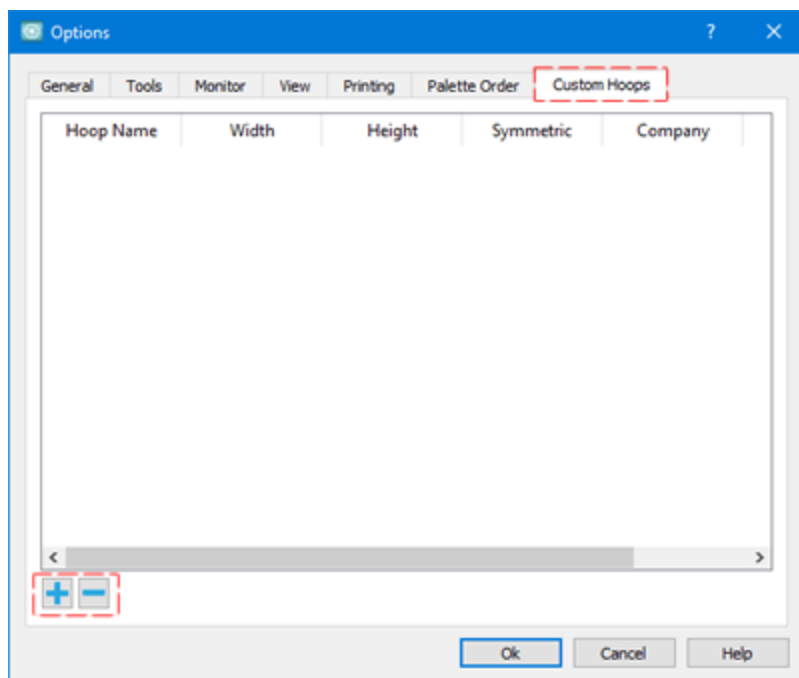 Options
General Tools Monitor View Printing Palette Order Custom Hoops
Hoop Name Width Height Symmetric Company
Ok Cancel Help